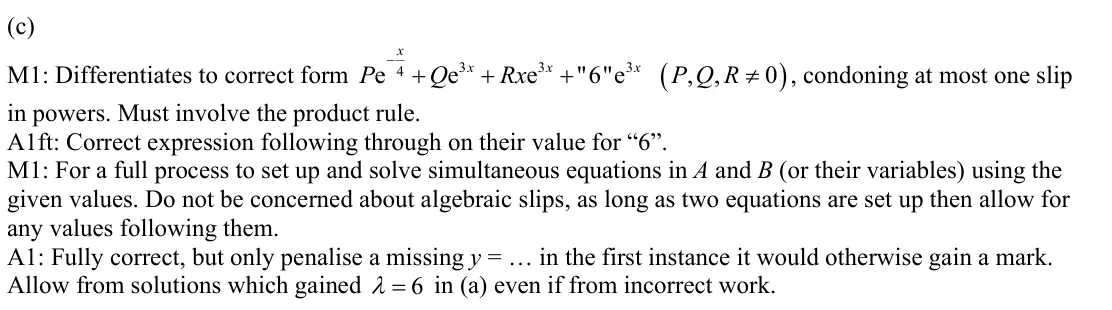 (c)
M1: Differentiates to correct form $Pe^{-\frac{x}{4}} + Qe^{3x} + Rxe^{3x} + "6"e^{3x}$ $(P, Q, R \neq 0)$, condoning at most one slip
in powers. Must involve the product rule.
A1ft: Correct expression following through on their value for “6”.
M1: For a full process to set up and solve simultaneous equations in A and B (or their variables) using the
given values. Do not be concerned about algebraic slips, as long as two equations are set up then allow for
any values following them.
A1: Fully correct, but only penalise a missing y = … in the first instance it would otherwise gain a mark.
Allow from solutions which gained λ = 6 in (a) even if from incorrect work.